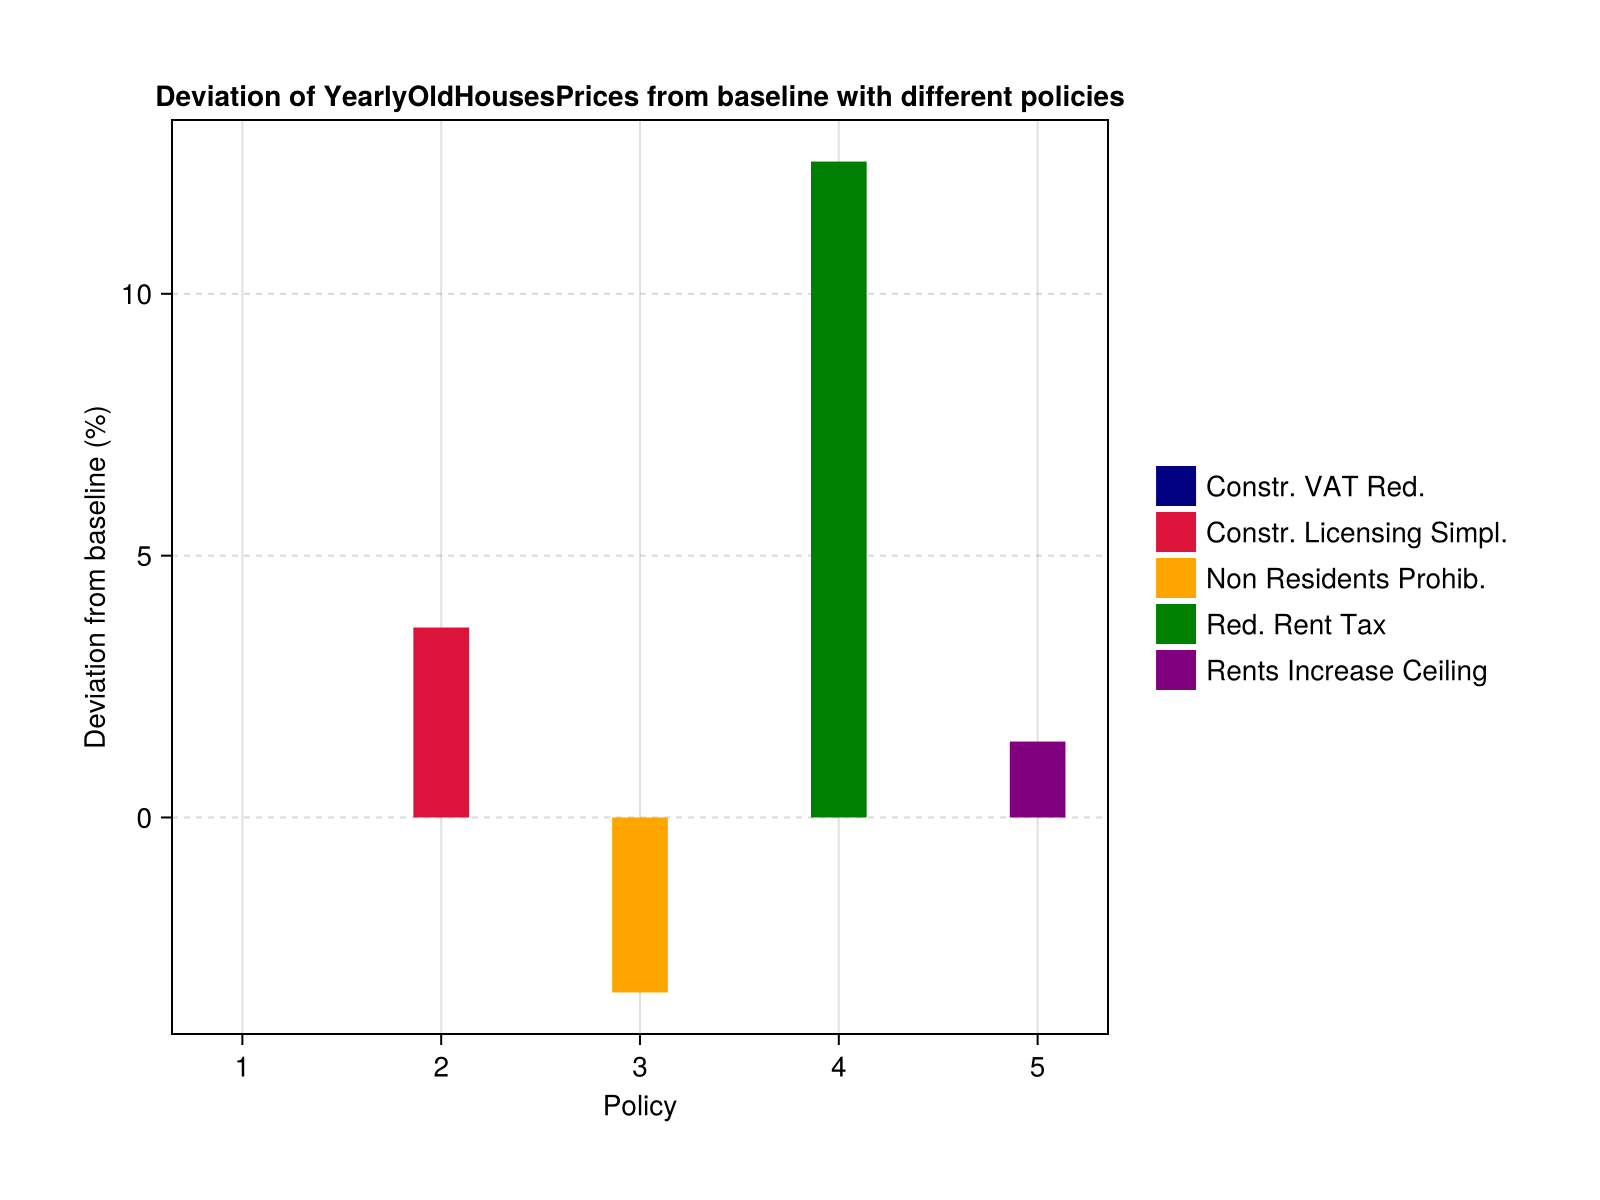 Deviation of YearlyOldHousesPrices from baseline with different policies
Deviation from baseline (%)
10
5
0
1 2 3 4 5
Policy
Constr. VAT Red.
Constr. Licensing Simpl.
Non Residents Prohib.
Red. Rent Tax
Rents Increase Ceiling